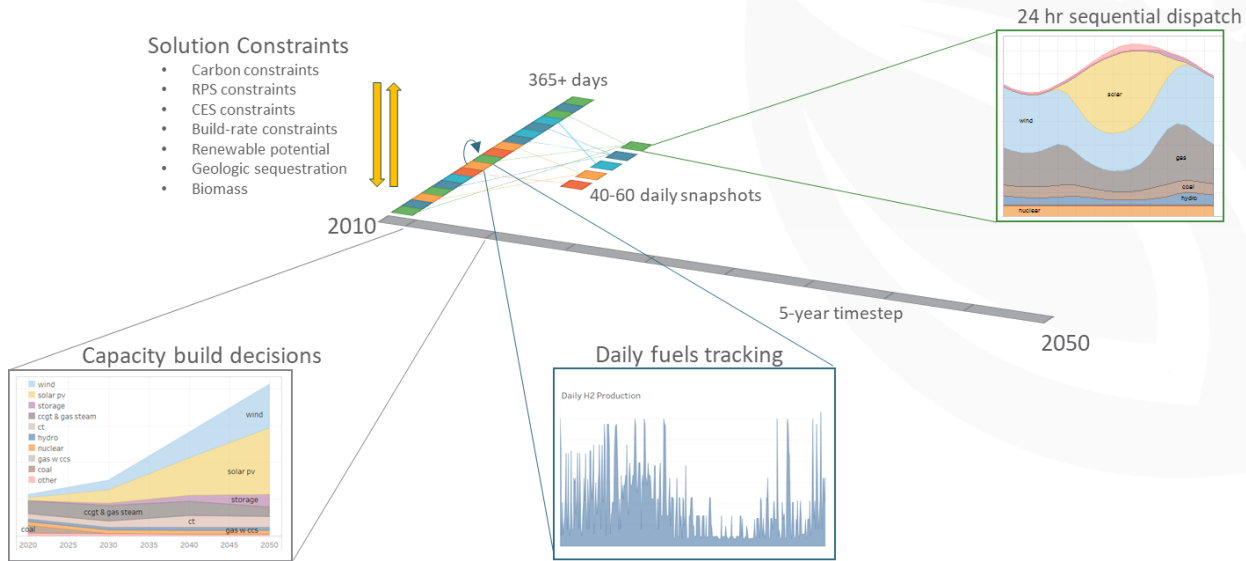 24 hr sequential dispatch
Solution Constraints
• Carbon constraints
• RPS constraints
• CES constraints
• Build-rate constraints
• Renewable potential
• Geologic sequestration
• Biomass
365+ days
40-60 daily snapshots
solar
wind
gas
coal
hydro
nuclear
2010
5-year timestep
2050
Capacity build decisions
wind
solar pv
storage
ccgt & gas steam
ct
hydro
nuclear
gas w ccs
coal
other
wind
solar pv
storage
ccgt & gas steam
ct
coal
gas w ccs
2020 2025 2030 2035 2040 2045 2050
Daily fuels tracking
Daily H2 Production